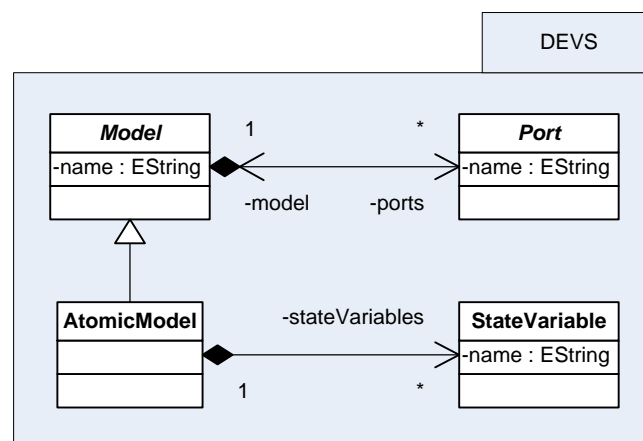 DEVS
Model
1
*
Port
-name : EString
-name : EString
-model
-ports
AtomicModel
-stateVariables
StateVariable
-name : EString
1
*